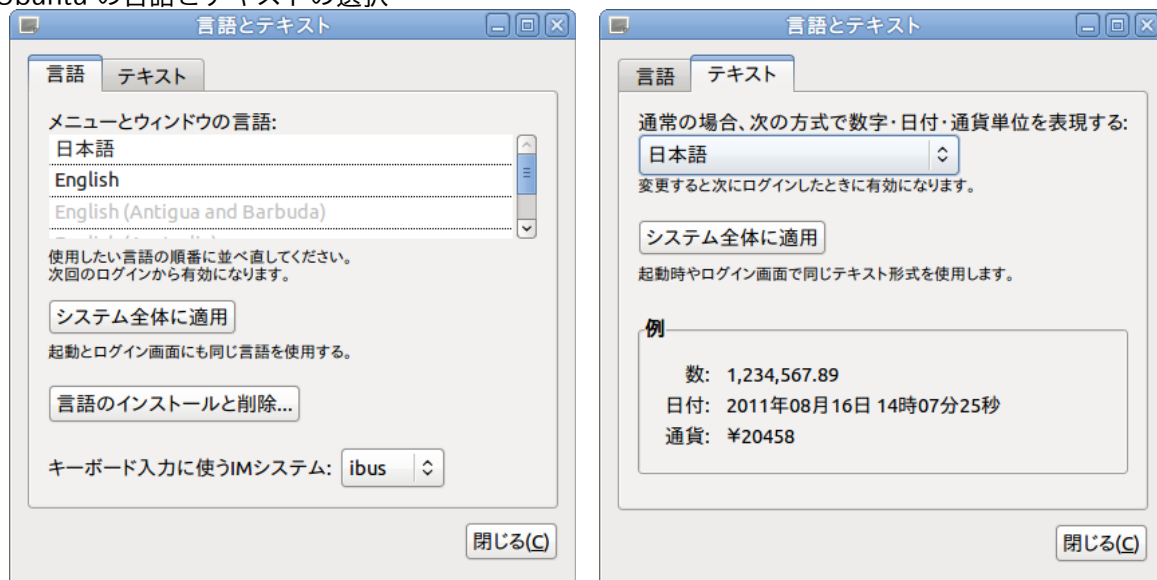 Ubuntu の言語とテキストの選択
言語とテキスト
言語 テキスト
メニューとウィンドウの言語:
日本語
English
English (Antigua and Barbuda)
使用したい言語の順番に並べ直してください。
次回のログインから有効になります。
システム全体に適用
起動とログイン画面にも同じ言語を使用する。
言語のインストールと削除...
キーボード入力に使うIMシステム: ibus
閉じる(C)
言語とテキスト
言語 テキスト
通常の場合、次の方式で数字・日付・通貨単位を表現する:
日本語
変更すると次にログインしたときに有効になります。
システム全体に適用
起動時やログイン画面で同じテキスト形式を使用します。
例
数: 1,234,567.89
日付: 2011年08月16日 14時07分25秒
通貨: ¥20458
閉じる(C)